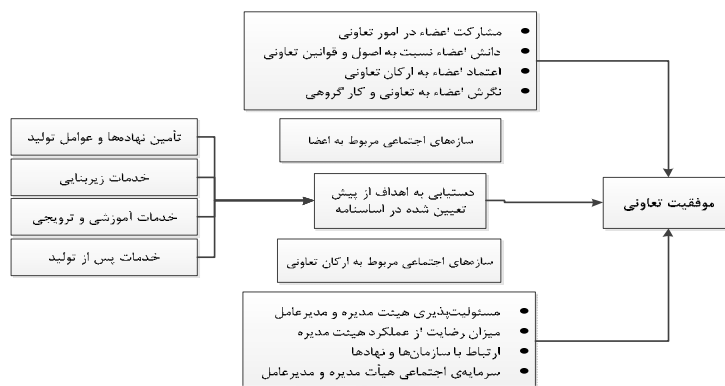 مشارکت اعضاء در امور تعاونی
دانش اعضاء نسبت به اصول و قوانین تعاونی
اعتماد اعضاء به ارکان تعاونی
نگرش اعضاء به تعاونی و کار گروهی
سازه‌های اجتماعی مربوط به اعضا
تأمین نهاده‌ها و عوامل تولید
خدمات زیربنایی
خدمات آموزشی و ترویجی
خدمات پس از تولید
دستیابی به اهداف از پیش
تعیین شده در اساسنامه
موفقیت تعاونی
سازه‌های اجتماعی مربوط به ارکان تعاونی
مسئولیت‌پذیری هیئت مدیره و مدیرعامل
میزان رضایت از عملکرد هیئت مدیره
ارتباط با سازمان‌ها و نهادها
سرمایه‌ی اجتماعی هیأت مدیره و مدیرعامل